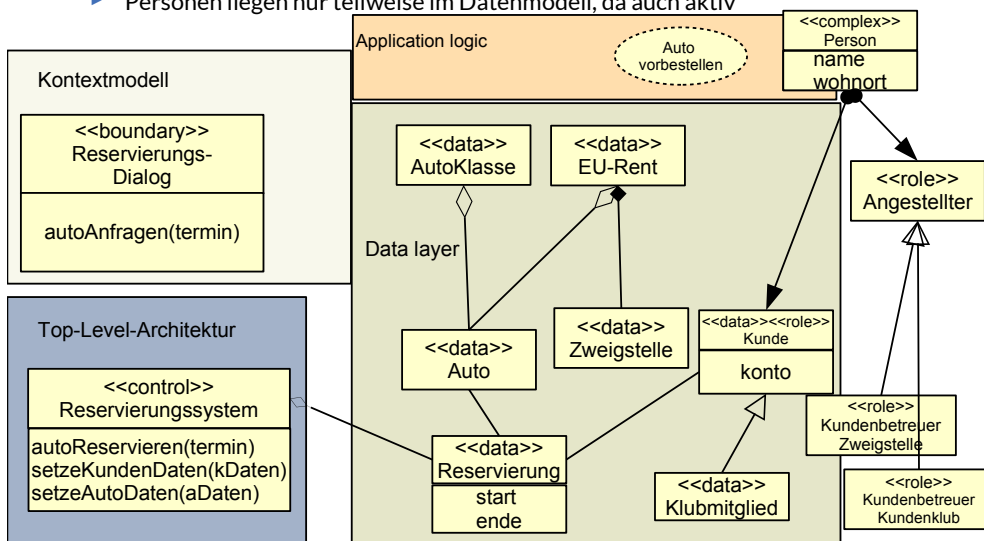 Personen liegen nur teilweise im Datenmodell, da auch aktiv
Kontextmodell
<<boundary>>
Reservierungs-
Dialog
autoAnfragen(termin)
Top-Level-Architektur
<<control>>
Reservierungssystem
autoReservieren(termin)
setzeKundenDaten(kDaten)
setzeAutoDaten(aDaten)
Application logic
Auto
vorbestellen
<<complex>>
Person
name
wohnort
<<data>>
AutoKlasse
<<data>>
EU-Rent
Data layer
<<data>>
Auto
<<data>>
Zweigstelle
<<data>><<role>>
Kunde
konto
<<data>>
Reservierung
start
ende
<<data>>
Klubmitglied
<<role>>
Angestellter
<<role>>
Kundenbetreuer
Zweigstelle
<<role>>
Kundenbetreuer
Kundenklub